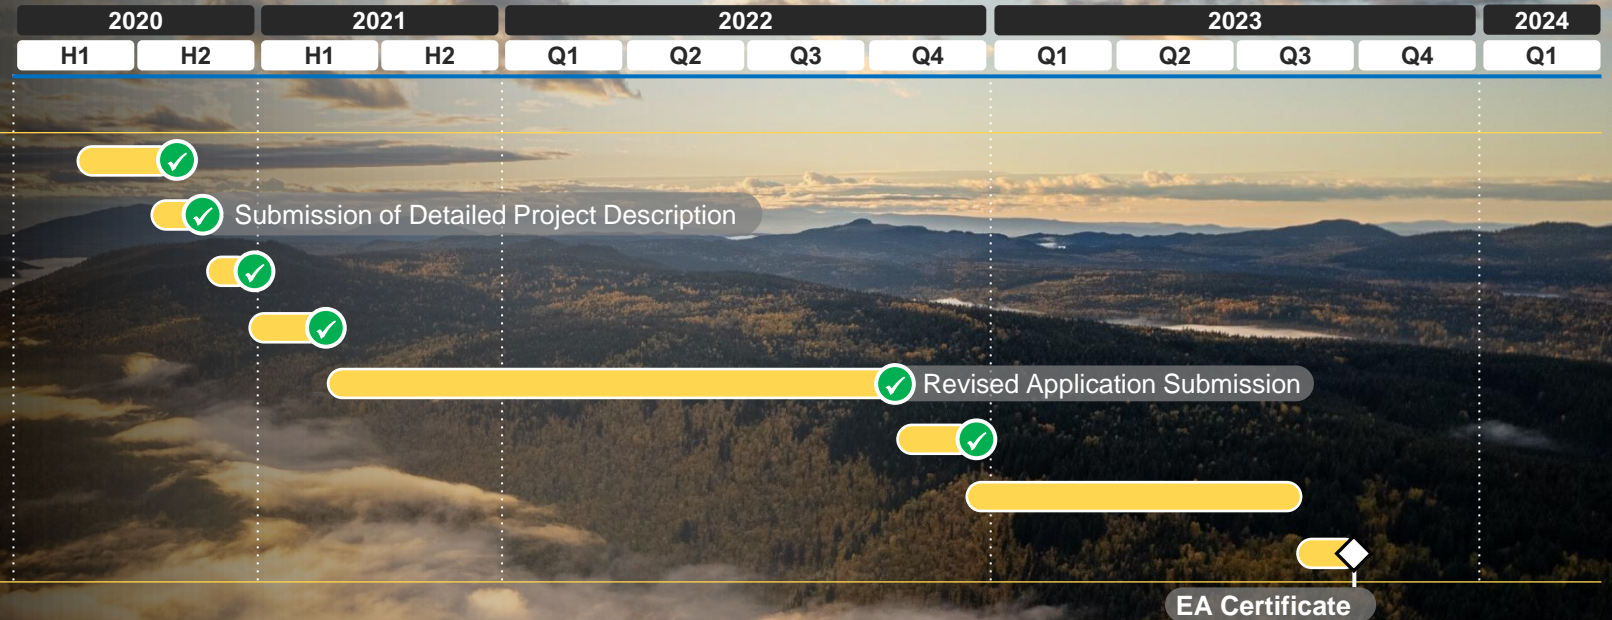 2020 2021 2022 2023 2024
H1 H2 H1 H2 Q1 Q2 Q3 Q4 Q1 Q2 Q3 Q4 Q1
Submission of Detailed Project Description
Revised Application Submission
EA Certificate